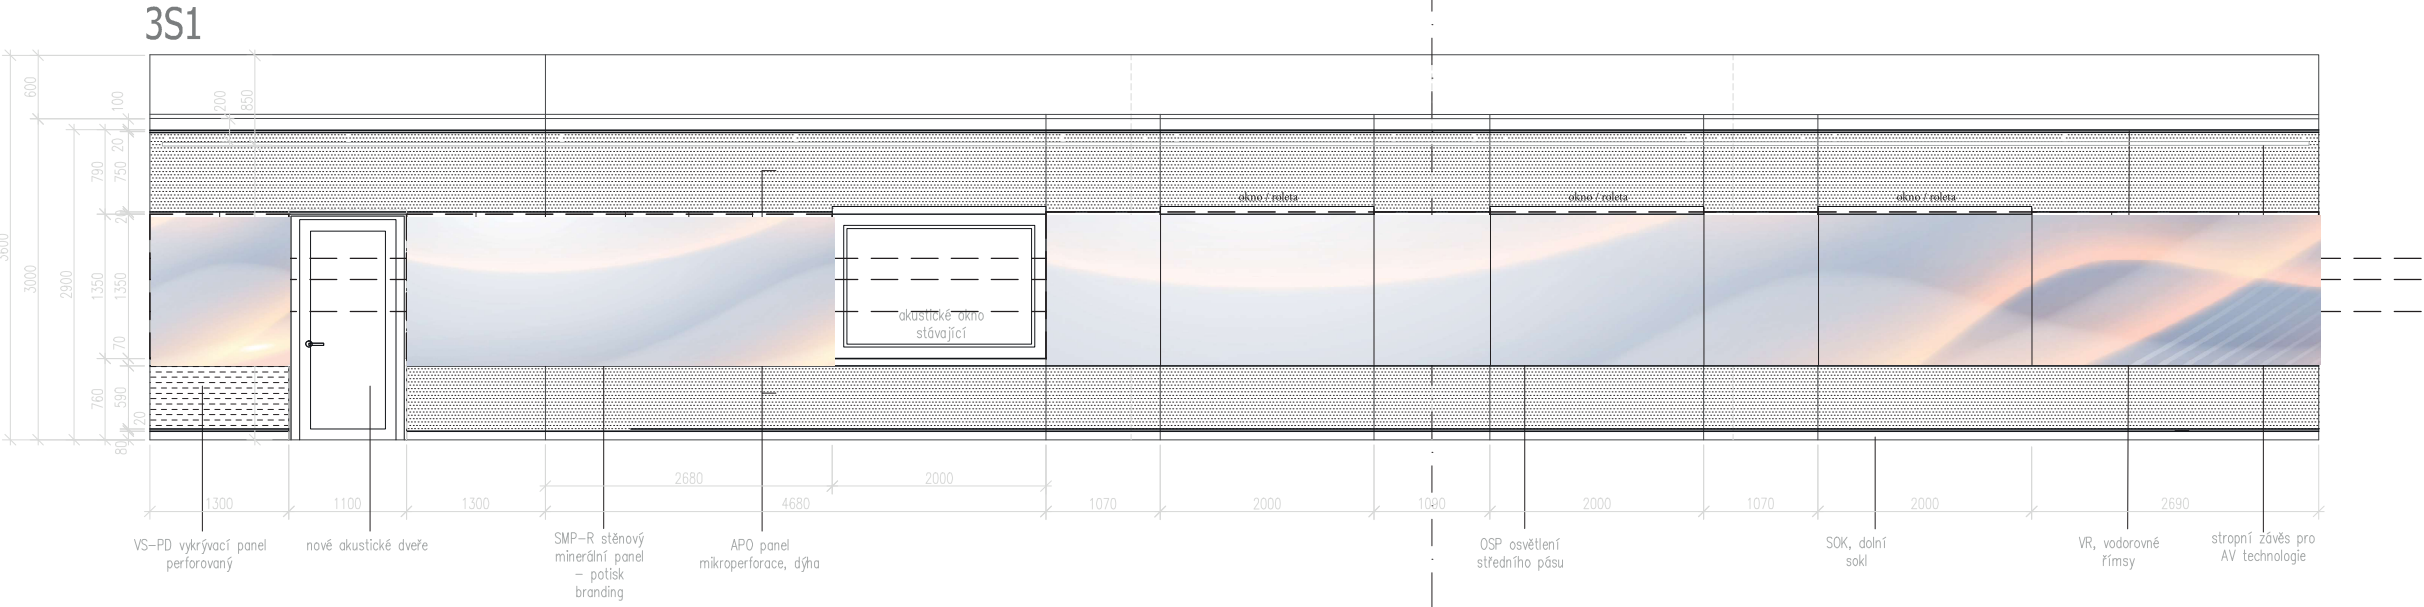 3S1
600
100
200
850
20
790
750
20
3600
3000
2900
1350
1350
70
760
590
20
80
okno / roleta
okno / roleta
okno / roleta
akustické okno
stávající
2680
2000
1300
1100
1300
4680
1070
2000
1090
2000
1070
2000
2690
VS-PD vykrývací panel
perforovaný
nové akustické dveře
SMP-R stěnový
minerální panel
- potisk
branding
APO panel
mikroperforace, dýha
OSP osvětlení
středního pásu
SOK, dolní
sokl
VR, vodorovné
římsy
stropní závěs pro
AV technologie